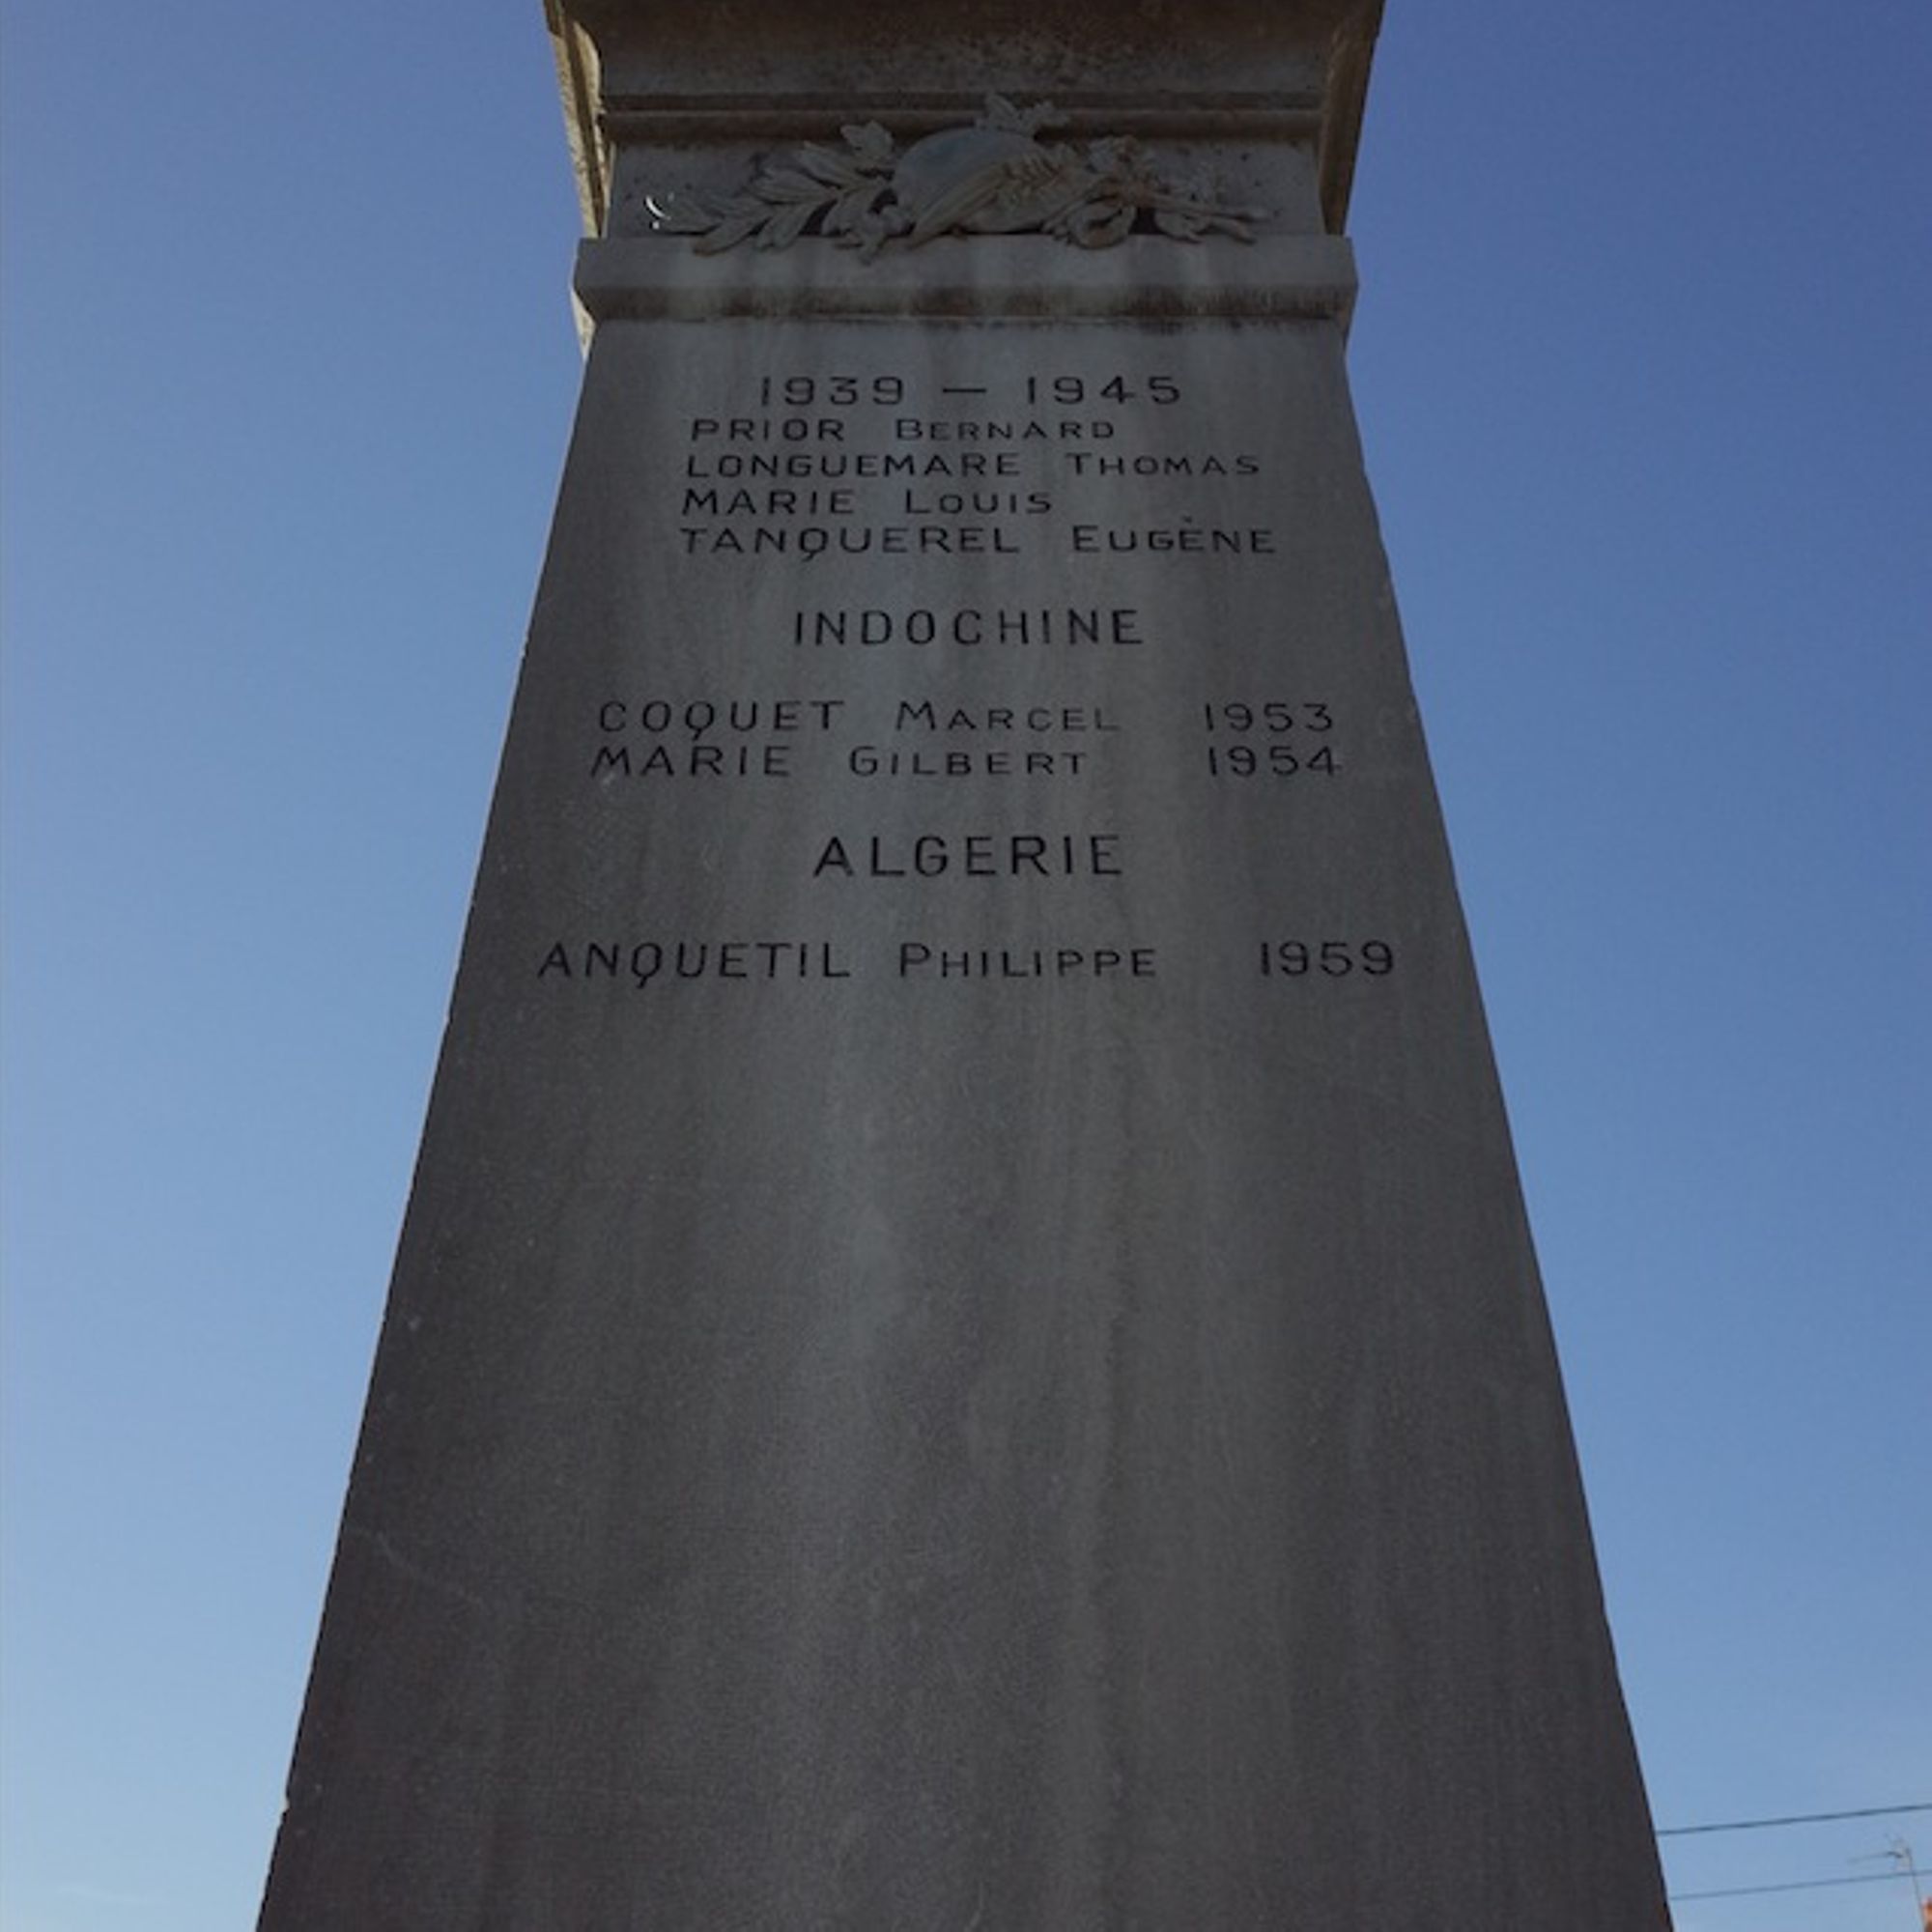 1939 — 1945
PRIOR BERNARD
LONGUEMARE THOMAS
MARIE LOUIS
TANQUEREL EUGÈNE
INDOCHINE
COQUET MARCEL 1953
MARIE GILBERT 1954
ALGERIE
ANQUETIL PHILIPPE 1959